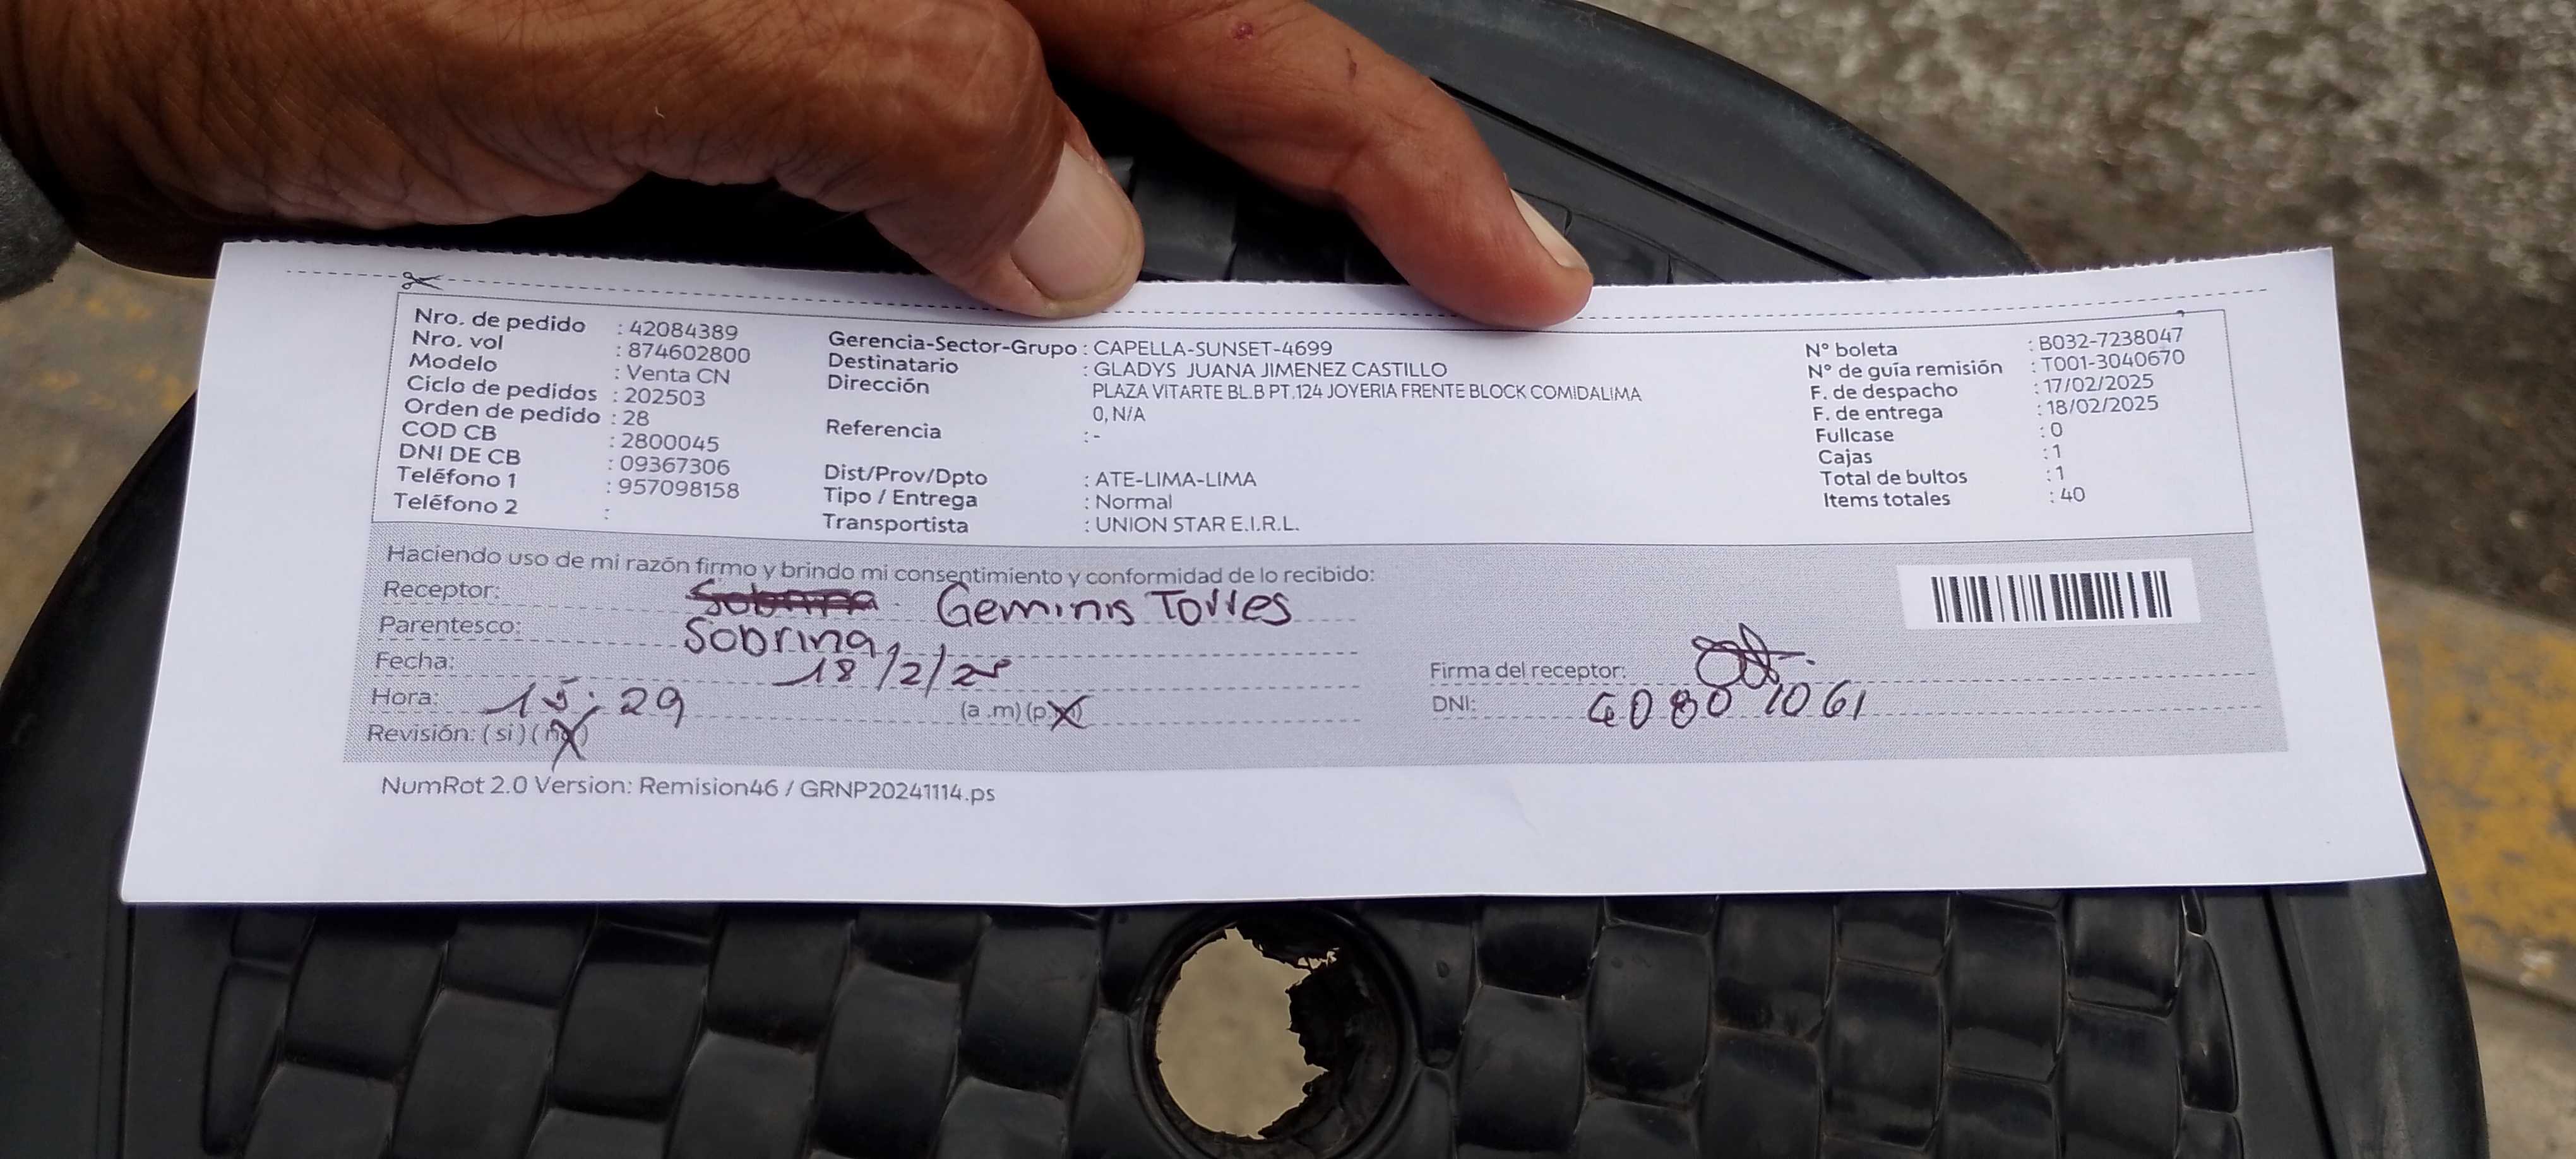 Nro. de pedido : 42084389
Nro. vol : 874602800
Modelo : Venta CN
Ciclo de pedidos : 202503
Orden de pedido : 28
COD CB : 2800045
DNI DE CB : 09367306
Teléfono 1 : 957098158
Teléfono 2 :
Gerencia-Sector-Grupo : CAPELLA-SUNSET-4699
Destinatario : GLADYS JUANA JIMENEZ CASTILLO
Dirección PLAZA VITARTE BL.B PT.124 JOYERIA FRENTE BLOCK COMIDALIMA
0, N/A
Referencia : -
Dist/Prov/Dpto : ATE-LIMA-LIMA
Tipo / Entrega : Normal
Transportista : UNION STAR E.I.R.L.
N° boleta : B032-7238047
N° de guía remisión : T001-3040670
F. de despacho : 17/02/2025
F. de entrega : 18/02/2025
Fullcase : 0
Cajas : 1
Total de bultos : 1
Items totales : 40
Haciendo uso de mi razón firmo y brindo mi consentimiento y conformidad de lo recibido:
Receptor: Sobrina Geminis Torres
Parentesco: Sobrina
Fecha: 18/2/25
Hora: 15:29 (a.m) (p.m)
Revisión: (si) (no)
Firma del receptor:
DNI: 40801061
NumRot 2.0 Version: Remision46 / GRNP20241114.ps